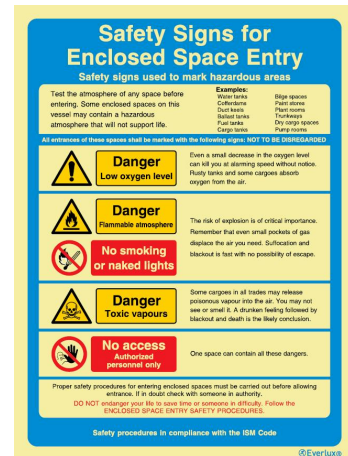 Safety Signs for
Enclosed Space Entry
Safety signs used to mark hazardous areas
Test the atmosphere of any space before
entering. Some enclosed spaces on this
vessel may contain a hazardous
atmosphere that will not support life.
Examples:
Water tanks
Cofferdams
Duct keels
Ballast tanks
Fuel tanks
Cargo tanks
Bilge spaces
Paint stores
Plant rooms
Trunkways
Dry cargo spaces
Pump rooms
All entrances of these spaces shall be marked with the following signs: NOT TO BE DISREGARDED
Danger
Low oxygen level
Even a small decrease in the oxygen level
can kill you at alarming speed without notice.
Rusty tanks and some cargoes absorb
oxygen from the air.
Danger
Flammable atmosphere
No smoking
or naked lights
The risk of explosion is of critical importance.
Remember that even small pockets of gas
displace the air you need. Suffocation and
blackout is fast with no possibility of escape.
Danger
Toxic vapours
Some cargoes in all trades may release
poisonous vapour into the air. You may not
see or smell it. A drunken feeling followed by
blackout and death is the likely conclusion.
No access
Authorized
personnel only
One space can contain all these dangers.
Proper safety procedures for entering enclosed spaces must be carried out before allowing
entrance. If in doubt check with someone in authority.
DO NOT endanger your life to save time or someone in difficulty. Follow the
ENCLOSED SPACE ENTRY SAFETY PROCEDURES.
Safety procedures in compliance with the ISM Code
Everlux®